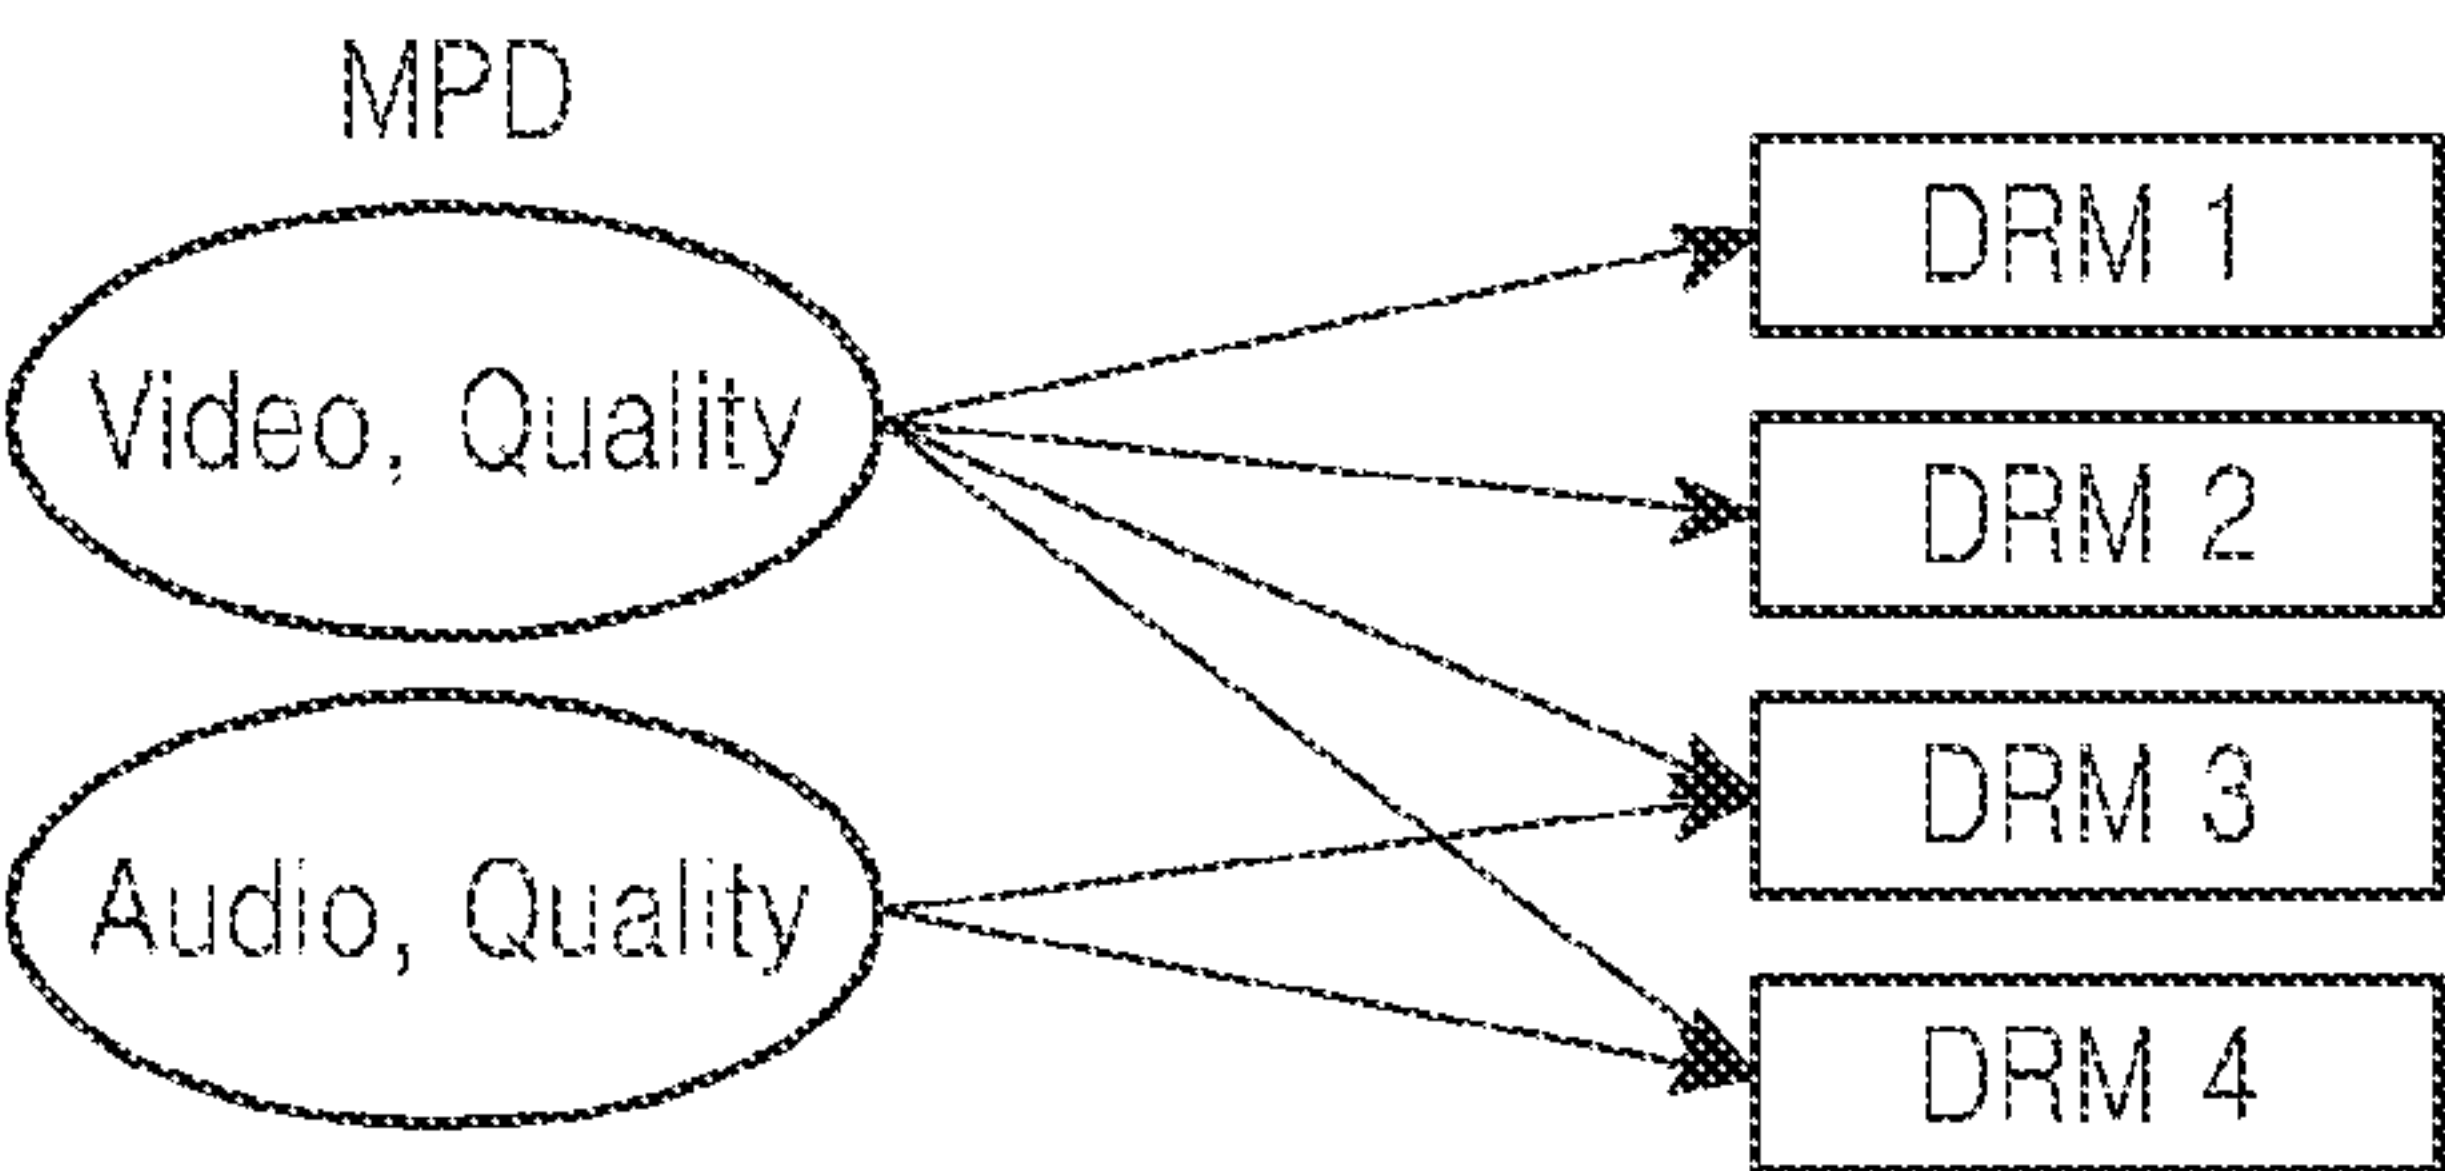 MPD
Video, Quality
Audio, Quality
DRM 1
DRM 2
DRM 3
DRM 4